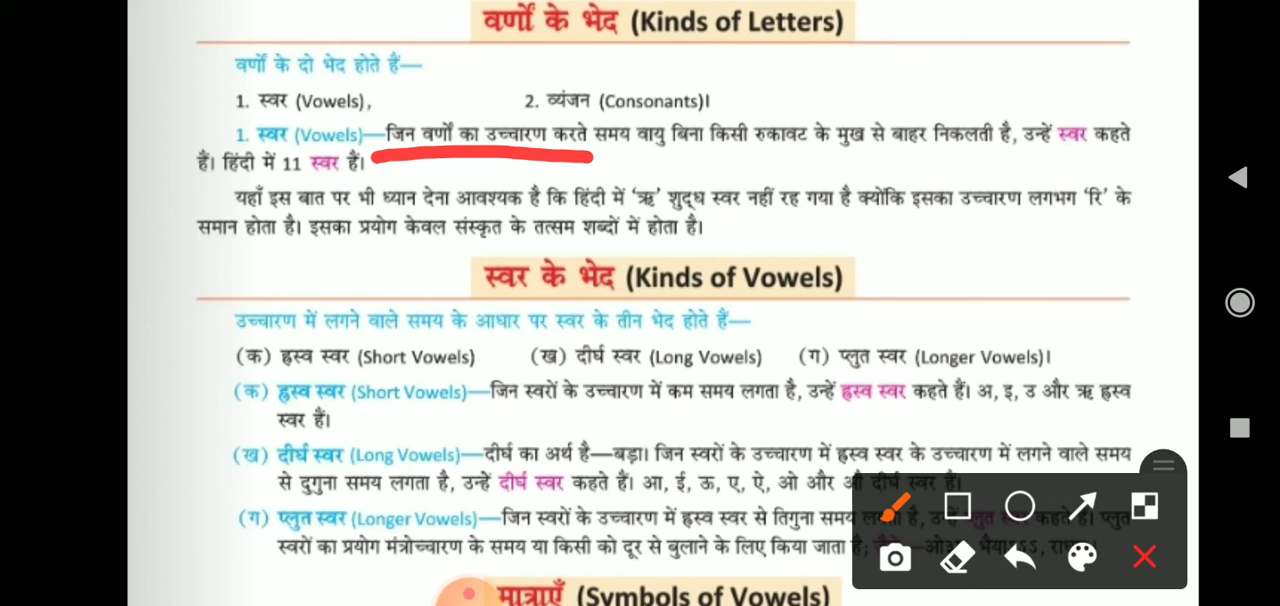 वर्णों के भेद (Kinds of Letters)
वर्णों के दो भेद होते हैं—
1. स्वर (Vowels), 2. व्यंजन (Consonants)।
1. स्वर (Vowels)—जिन वर्णों का उच्चारण करते समय वायु बिना किसी रुकावट के मुख से बाहर निकलती है, उन्हें स्वर कहते
हैं। हिंदी में 11 स्वर हैं।
यहाँ इस बात पर भी ध्यान देना आवश्यक है कि हिंदी में ‘ऋ’ शुद्ध स्वर नहीं रह गया है क्योंकि इसका उच्चारण लगभग ‘रि’ के
समान होता है। इसका प्रयोग केवल संस्कृत के तत्सम शब्दों में होता है।
स्वर के भेद (Kinds of Vowels)
उच्चारण में लगने वाले समय के आधार पर स्वर के तीन भेद होते हैं—
(क) ह्रस्व स्वर (Short Vowels) (ख) दीर्घ स्वर (Long Vowels) (ग) प्लुत स्वर (Longer Vowels)।
(क) ह्रस्व स्वर (Short Vowels)—जिन स्वरों के उच्चारण में कम समय लगता है, उन्हें ह्रस्व स्वर कहते हैं। अ, इ, उ और ऋ ह्रस्व
स्वर हैं।
(ख) दीर्घ स्वर (Long Vowels)—दीर्घ का अर्थ है—बड़ा। जिन स्वरों के उच्चारण में ह्रस्व स्वर के उच्चारण में लगने वाले समय
से दुगुना समय लगता है, उन्हें दीर्घ स्वर कहते हैं। आ, ई, ऊ, ए, ऐ, ओ और औ दीर्घ स्वर हैं।
(ग) प्लुत स्वर (Longer Vowels)—जिन स्वरों के उच्चारण में ह्रस्व स्वर से तिगुना समय लगता है, उन्हें प्लुत स्वर कहते हैं। प्लुत
स्वरों का प्रयोग मंत्रोच्चारण के समय या किसी को दूर से बुलाने के लिए किया जाता है;
मात्राएँ (Symbols of Vowels)